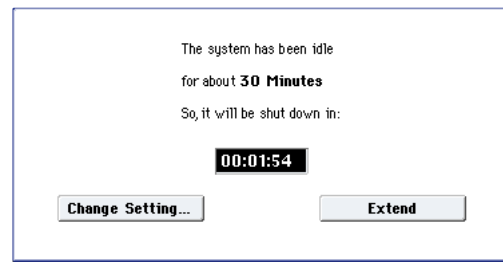 The system has been idle
for about 30 Minutes
So, it will be shut down in:
00:01:54
Change Setting... Extend